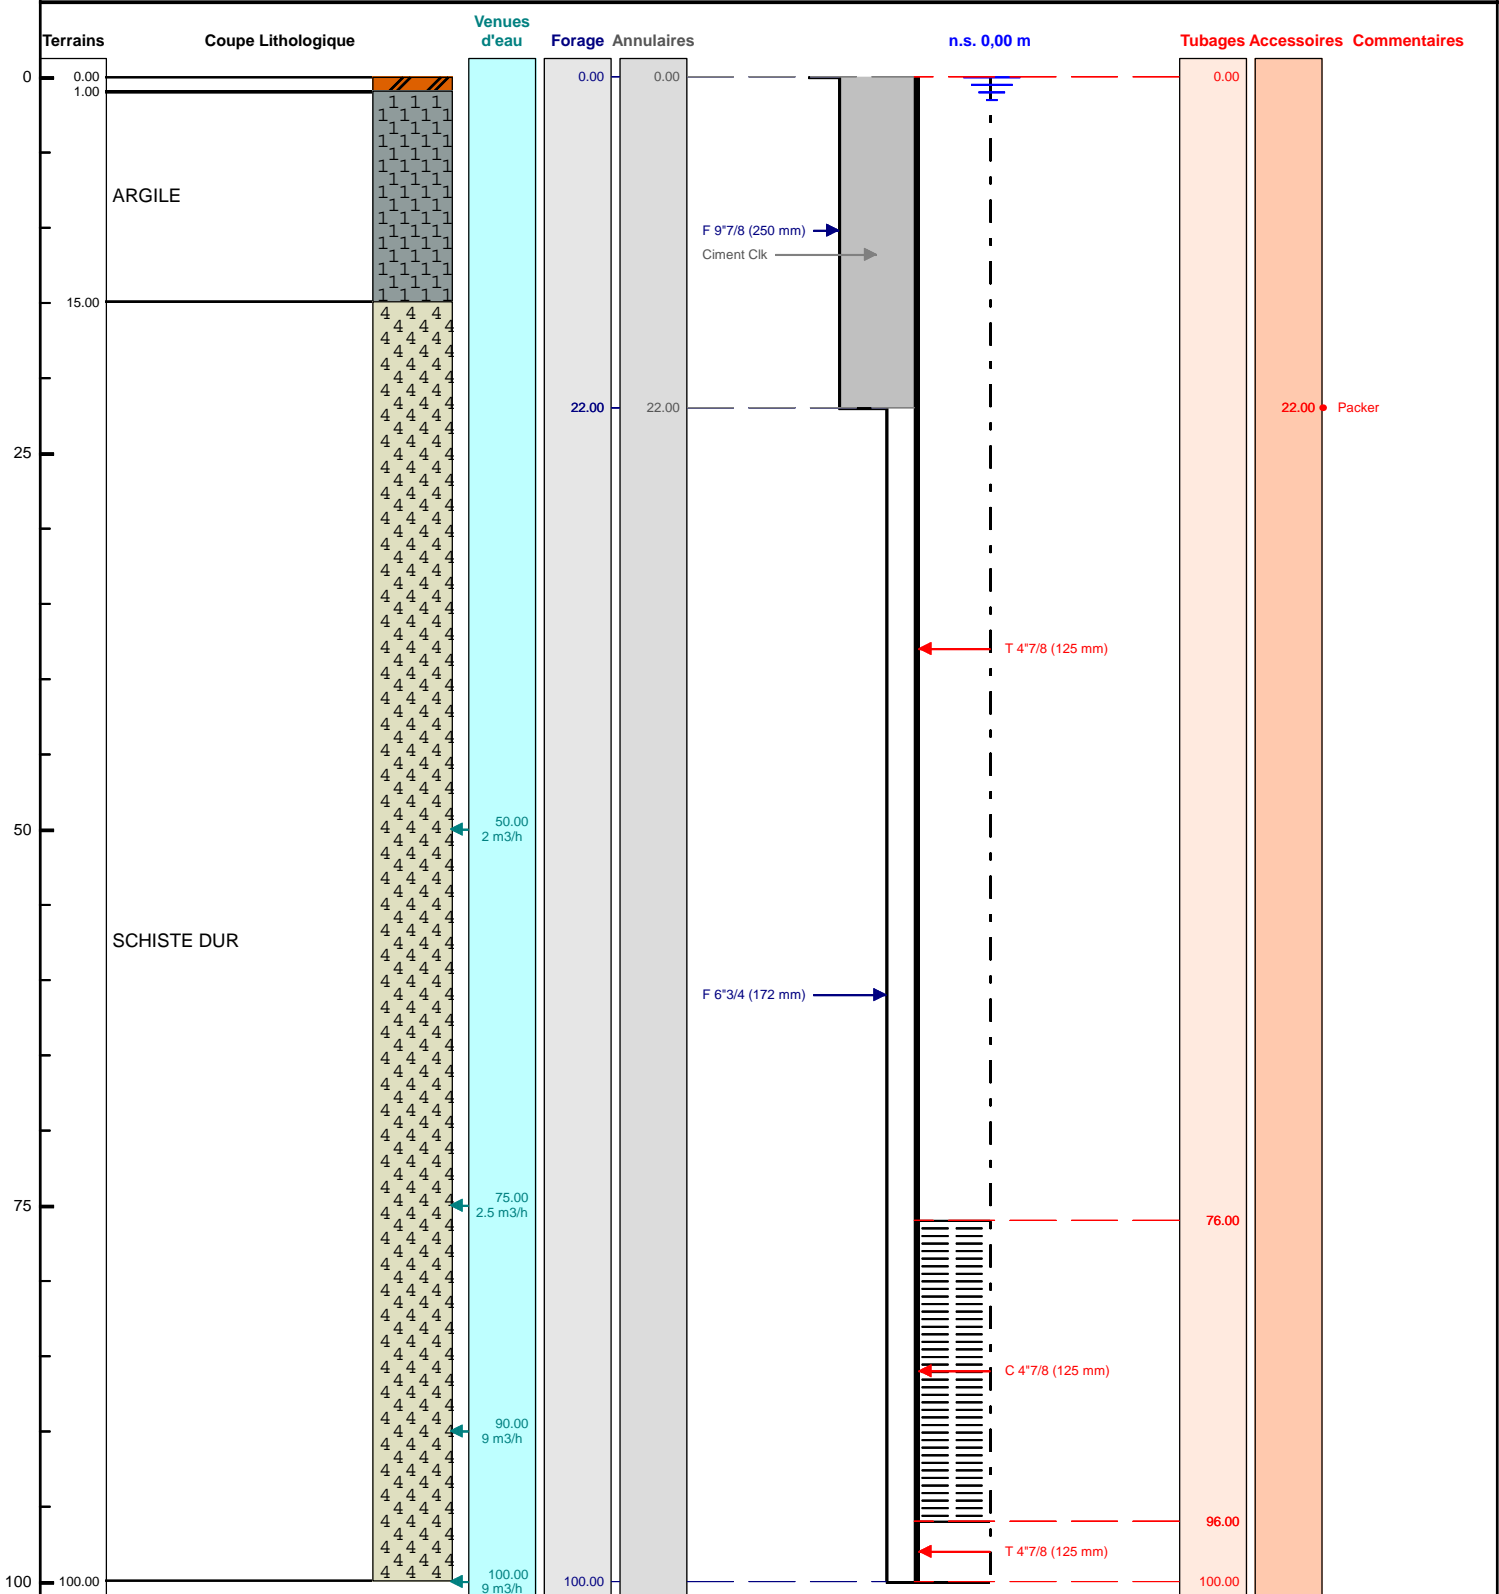 Terrains Coupe Lithologique Venues d'eau Forage Annulaires n.s. 0,00 m Tubages Accessoires Commentaires
0 0.00 0.00 0.00 0.00
1.00
ARGILE
F 9"7/8 (250 mm)
Ciment Clk
15.00
22.00 22.00 22.00 Packer
25
T 4"7/8 (125 mm)
50 50.00
2 m3/h
SCHISTE DUR
F 6"3/4 (172 mm)
75 75.00
2.5 m3/h
76.00
C 4"7/8 (125 mm)
90.00
9 m3/h
96.00
T 4"7/8 (125 mm)
100 100.00 100.00 100.00 100.00
9 m3/h